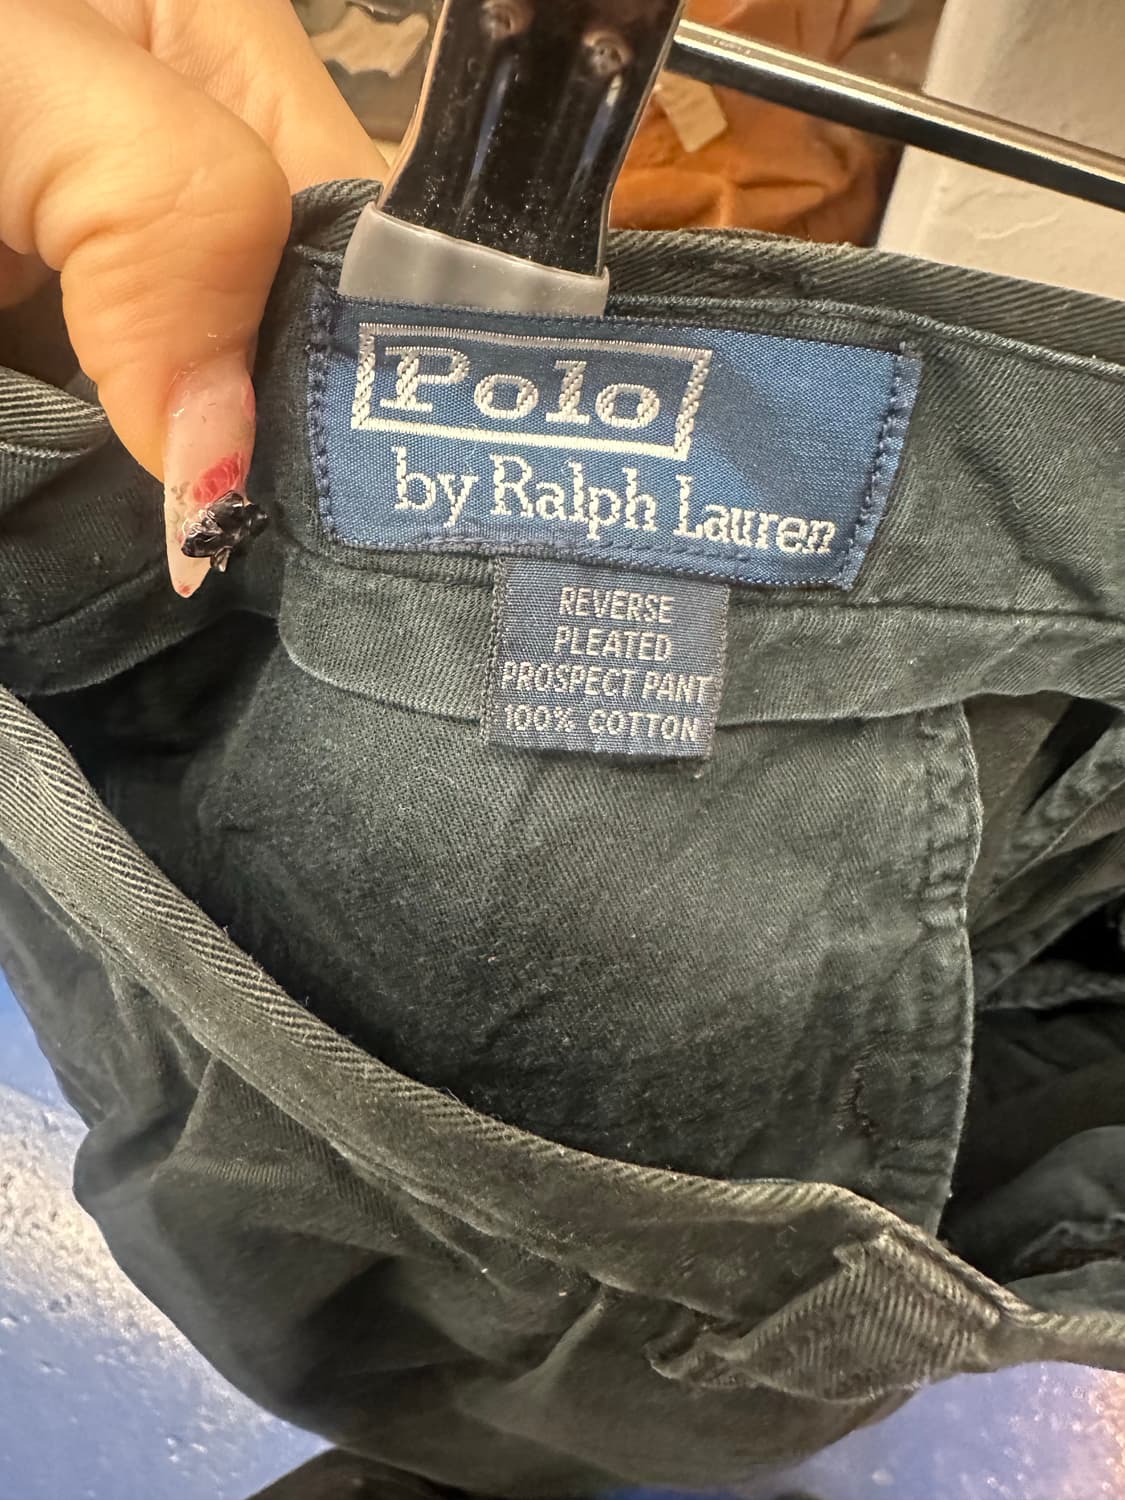 Polo
by Ralph Lauren
REVERSE
PLEATED
PROSPECT PANT
100% COTTON